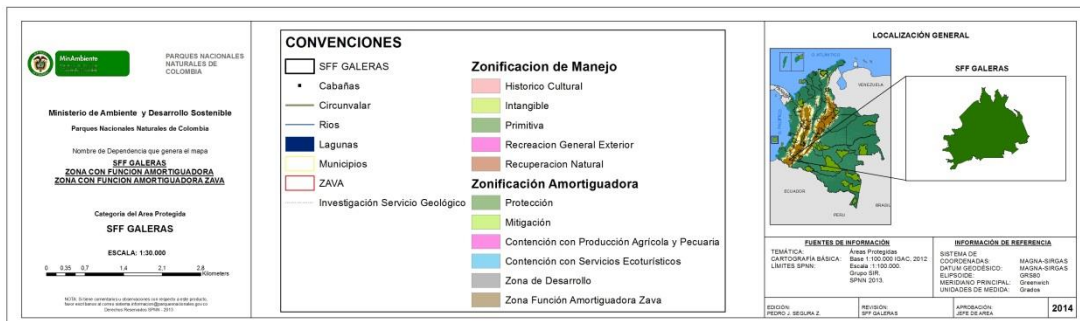 MinAmbiente
PARQUES NACIONALES
NATURALES DE
COLOMBIA
Ministerio de Ambiente y Desarrollo Sostenible
Parques Nacionales Naturales de Colombia
Nombre de Dependencia que genera el mapa
SFF GALERAS
ZONA CON FUNCION AMORTIGUADORA
ZONA CON FUNCION AMORTIGUADORA ZAVA
Categoria del Area Protegida
SFF GALERAS
ESCALA: 1:30.000
0 0,35 0,7 1,4 2,1 2,8
Kilometers
Derechos Reservados SPNN - 2013
CONVENCIONES
SFF GALERAS
Cabañas
Circunvalar
Rios
Lagunas
Municipios
ZAVA
Investigación Servicio Geológico
Zonificacion de Manejo
Historico Cultural
Intangible
Primitiva
Recreacion General Exterior
Recuperacion Natural
Zonificación Amortiguadora
Protección
Mitigación
Contención con Producción Agrícola y Pecuaria
Contención con Servicios Ecoturísticos
Zona de Desarrollo
Zona Función Amortiguadora Zava
LOCALIZACIÓN GENERAL
VENEZUELA
ECUADOR
PERU
BRASIL
SFF GALERAS
FUENTES DE INFORMACIÓN
TEMÁTICA: Áreas Protegidas
CARTOGRAFÍA BÁSICA: Base 1:100.000 IGAC, 2012
LÍMITES SPNN: Escala :1:100.000.
Grupo SIR,
SPNN 2013.
INFORMACIÓN DE REFERENCIA
SISTEMA DE
COORDENADAS: MAGNA-SIRGAS
DATUM GEODÉSICO: MAGNA-SIRGAS
ELIPSOIDE: GRS80
MERIDIANO PRINCIPAL: Greenwich
UNIDADES DE MEDIDA: Grados
EDICIÓN:
PEDRO J. SEGURA Z.
REVISIÓN:
SFF GALERAS
APROBACIÓN:
JEFE DE AREA
2014